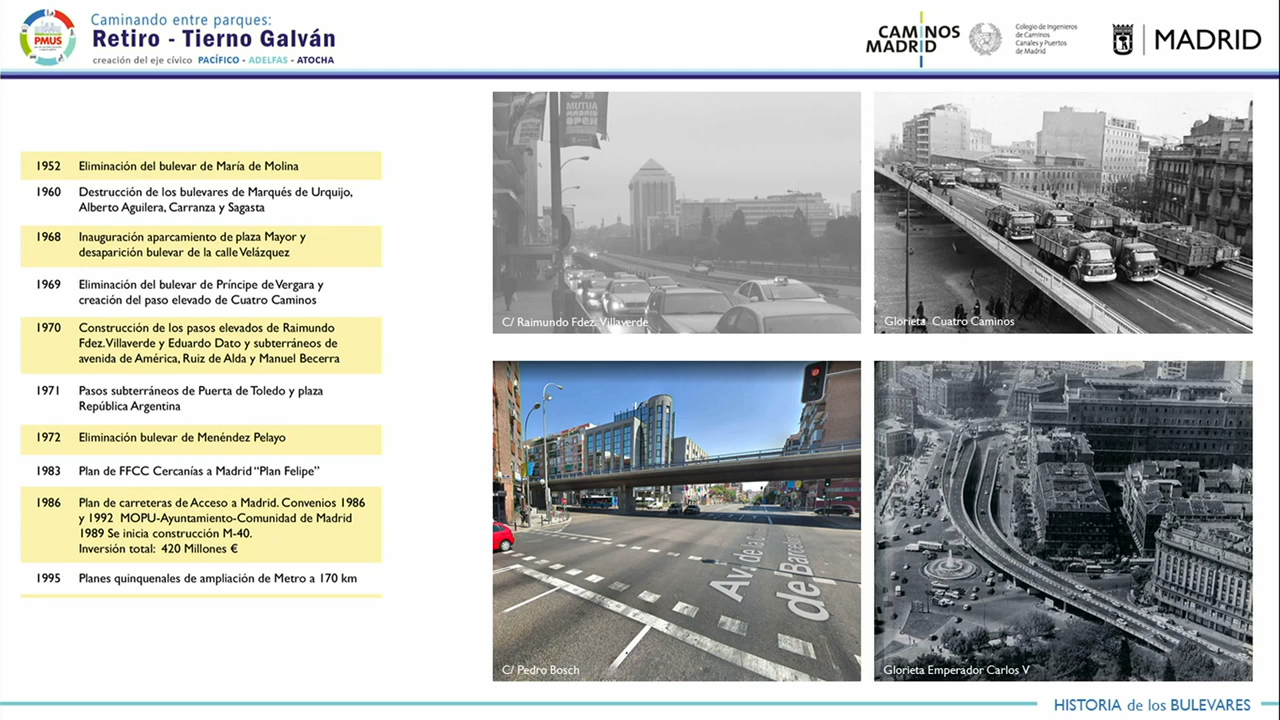 PMUS
Caminando entre parques:
Retiro - Tierno Galván
creación del eje cívico PACÍFICO - ADELFAS - ATOCHA
CAMINOS
MADRID
Colegio de Ingenieros
de Caminos
Canales y Puertos
de Madrid
MADRID
1952 Eliminación del bulevar de María de Molina
1960 Destrucción de los bulevares de Marqués de Urquijo,
Alberto Aguilera, Carranza y Sagasta
1968 Inauguración aparcamiento de plaza Mayor y
desaparición bulevar de la calle Velázquez
1969 Eliminación del bulevar de Príncipe de Vergara y
creación del paso elevado de Cuatro Caminos
1970 Construcción de los pasos elevados de Raimundo
Fdez. Villaverde y Eduardo Dato y subterráneos de
avenida de América, Ruiz de Alda y Manuel Becerra
1971 Pasos subterráneos de Puerta de Toledo y plaza
República Argentina
1972 Eliminación bulevar de Menéndez Pelayo
1983 Plan de FFCC Cercanías a Madrid "Plan Felipe"
1986 Plan de carreteras de Acceso a Madrid. Convenios 1986
y 1992 MOPU-Ayuntamiento-Comunidad de Madrid
1989 Se inicia construcción M-40.
Inversión total: 420 Millones €
1995 Planes quinquenales de ampliación de Metro a 170 km
MUTUA
MADRID
OPEN
C/ Raimundo Fdez. Villaverde
Glorieta Cuatro Caminos
Av. de la
de Barcel
C/ Pedro Bosch
Glorieta Emperador Carlos V
HISTORIA de los BULEVARES